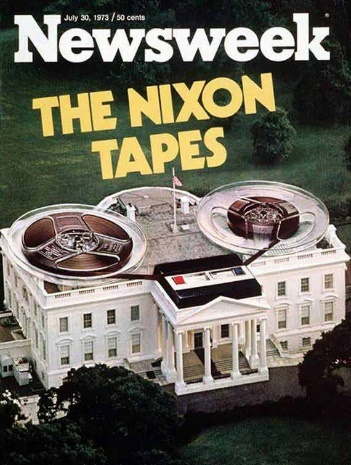 July 30, 1973 / 50 cents
Newsweek
THE NIXON
TAPES